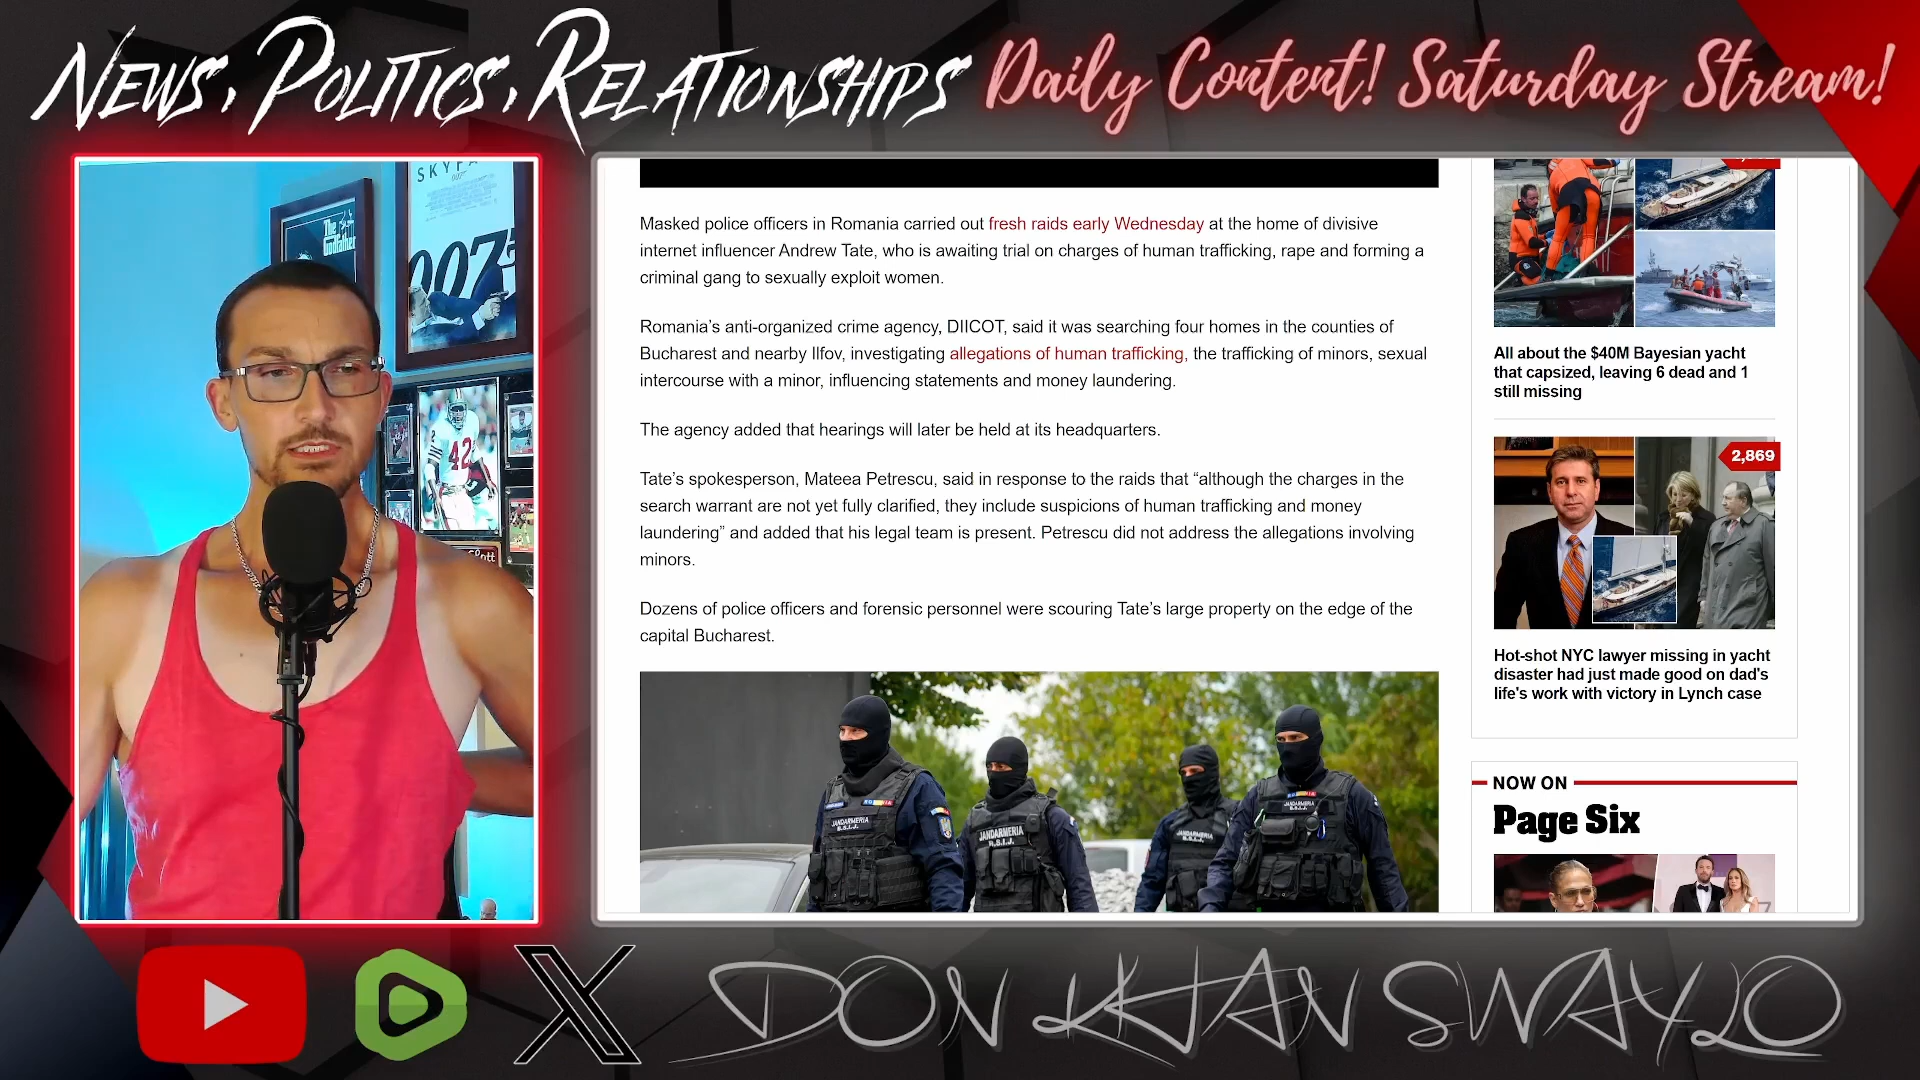 News, Politics, Relationships
Daily Content! Saturday Stream!
SKYFA
007
The
Godfather
007
42
Masked police officers in Romania carried out fresh raids early Wednesday at the home of divisive
internet influencer Andrew Tate, who is awaiting trial on charges of human trafficking, rape and forming a
criminal gang to sexually exploit women.
Romania’s anti-organized crime agency, DIICOT, said it was searching four homes in the counties of
Bucharest and nearby Ilfov, investigating allegations of human trafficking, the trafficking of minors, sexual
intercourse with a minor, influencing statements and money laundering.
The agency added that hearings will later be held at its headquarters.
Tate’s spokesperson, Mateea Petrescu, said in response to the raids that “although the charges in the
search warrant are not yet fully clarified, they include suspicions of human trafficking and money
laundering” and added that his legal team is present. Petrescu did not address the allegations involving
minors.
Dozens of police officers and forensic personnel were scouring Tate’s large property on the edge of the
capital Bucharest.
JANDARMERIA
B.S.I.J.
JANDARMERIA
B.S.I.J.
JANDARMERIA
B.S.I.J.
JANDARMERIA
B.S.I.J.
All about the $40M Bayesian yacht
that capsized, leaving 6 dead and 1
still missing
2,869
Hot-shot NYC lawyer missing in yacht
disaster had just made good on dad's
life's work with victory in Lynch case
NOW ON
Page Six
X
DON KHAN SWAYLO